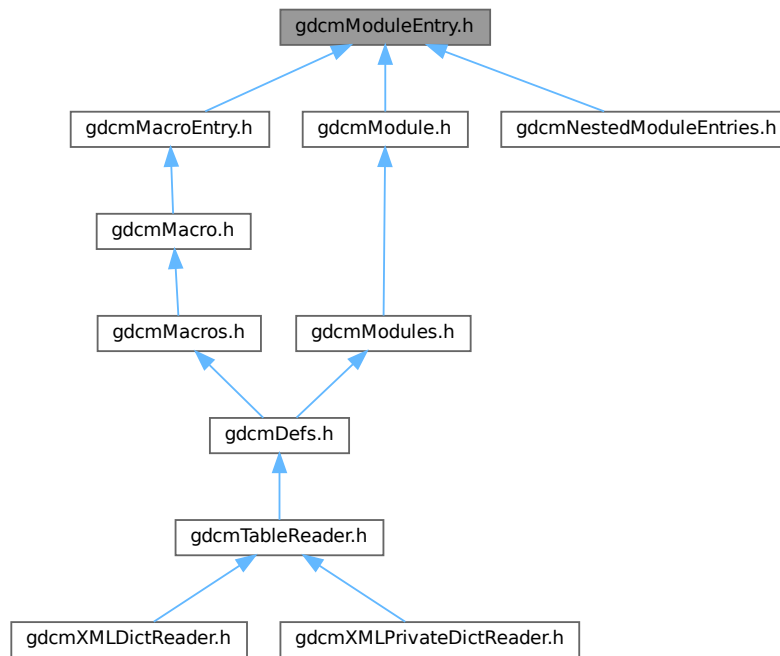 gdcmModuleEntry.h
gdcmMacroEntry.h
gdcmModule.h
gdcmNestedModuleEntries.h
gdcmMacro.h
gdcmMacros.h
gdcmModules.h
gdcmDefs.h
gdcmTableReader.h
gdcmXMLDictReader.h
gdcmXMLPrivateDictReader.h